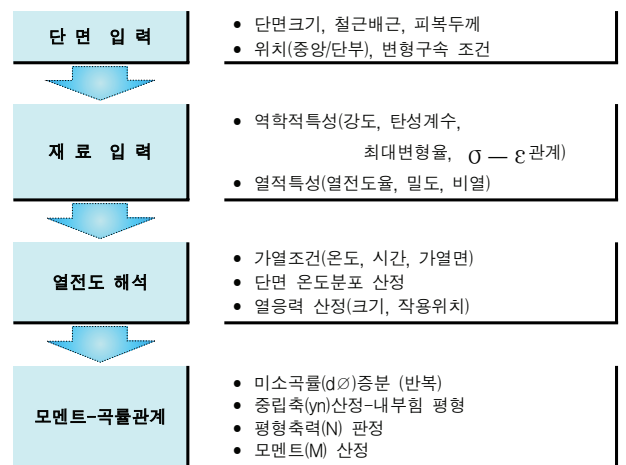 단 면 입 력
• 단면크기, 철근배근, 피복두께
• 위치(중앙/단부), 변형구속 조건
재 료 입 력
• 역학적특성(강도, 탄성계수,
최대변형율, σ — ε관계)
• 열적특성(열전도율, 밀도, 비열)
열전도 해석
• 가열조건(온도, 시간, 가열면)
• 단면 온도분포 산정
• 열응력 산정(크기, 작용위치)
모멘트-곡률관계
• 미소곡률(d∅)증분 (반복)
• 중립축(yn)산정-내부힘 평형
• 평형축력(N) 판정
• 모멘트(M) 산정